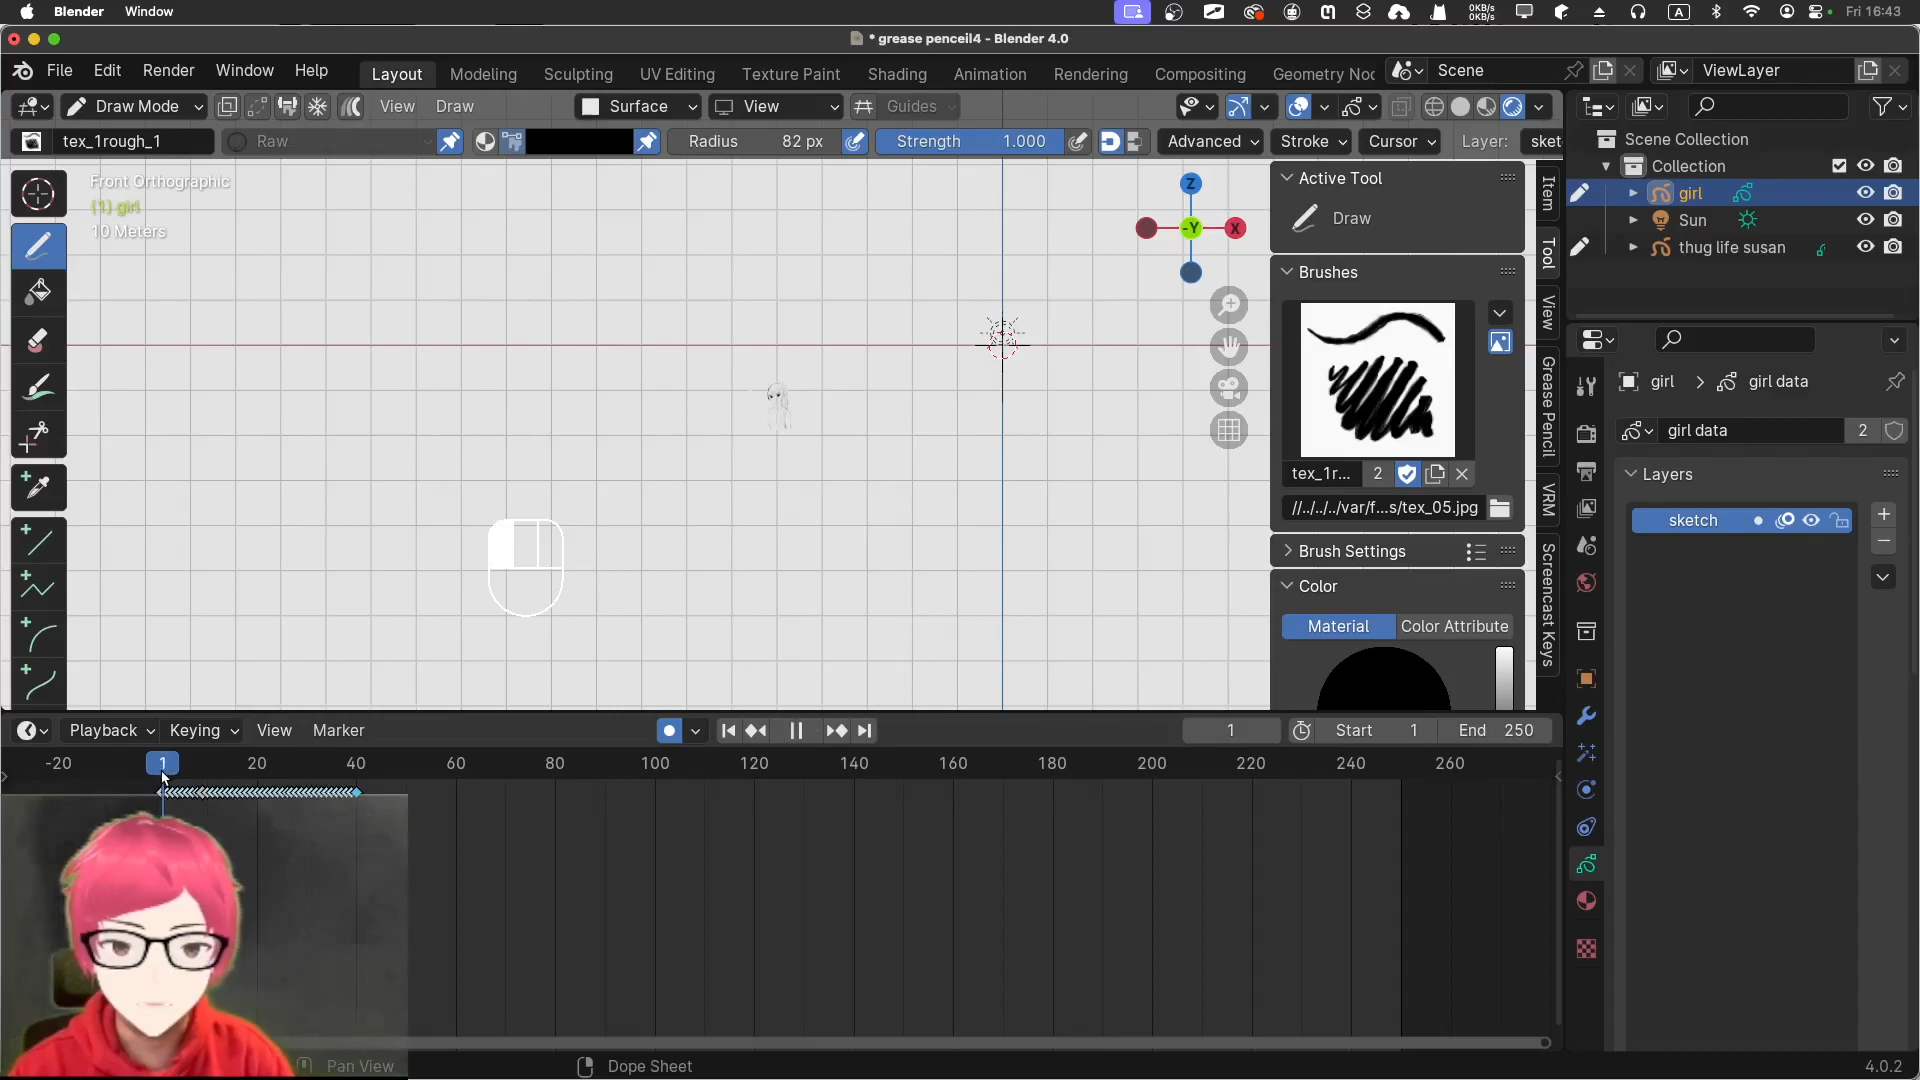 Blender Window
A 0KB/s 0KB/s Fri 16:43
* grease penceil4 - Blender 4.0
File Edit Render Window Help Layout Modeling Sculpting UV Editing Texture Paint Shading Animation Rendering Compositing Geometry Noc Scene ViewLayer
Draw Mode View Draw Surface View Guides
tex_1rough_1 Raw Radius 82 px Strength 1.000 Advanced Stroke Cursor Layer: sket
Front Orthographic
(1) girl
10 Meters
Z
-Y X
Active Tool
Draw
Brushes
tex_1r... 2
//../../../var/f...s/tex_05.jpg
Brush Settings
Color
Material Color Attribute
Item
Tool
View
Grease Pencil
VRM
Screencast Keys
Scene Collection
Collection
girl
Sun
thug life susan
girl > girl data
girl data 2
Layers
sketch
Playback Keying View Marker 1 Start 1 End 250
-20 1 20 40 60 80 100 120 140 160 180 200 220 240 260
Pan View Dope Sheet 4.0.2